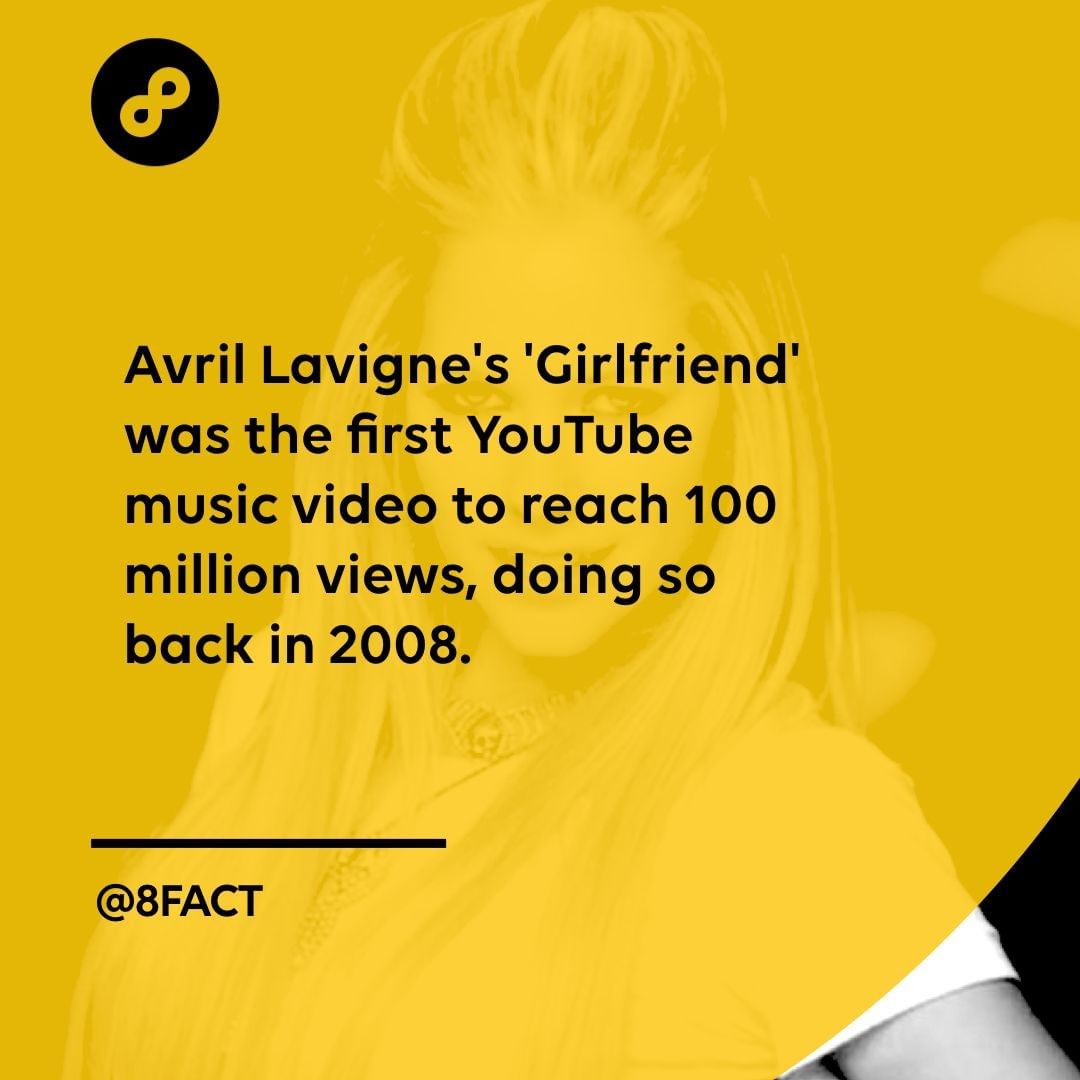 Avril Lavigne's 'Girlfriend'
was the first YouTube
music video to reach 100
million views, doing so
back in 2008.
@8FACT